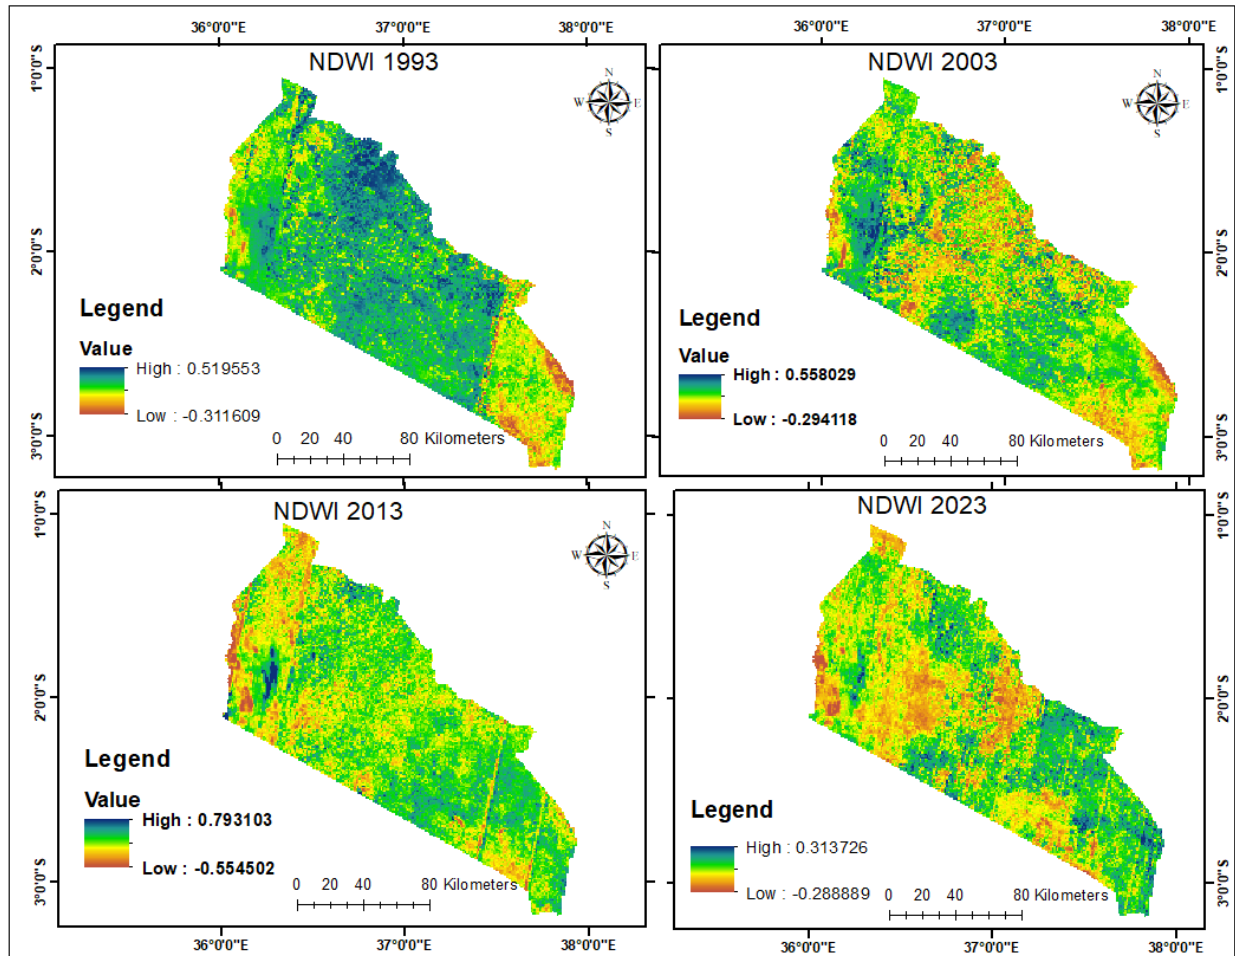 36°0'0"E 37°0'0"E 38°0'0"E 36°0'0"E 37°0'0"E 38°0'0"E
NDWI 1993
1°0'0"S
2°0'0"S
3°0'0"S
N
W E
S
Legend
Value
High : 0.519553
Low : -0.311609
0 20 40 80 Kilometers
NDWI 2003
1°0'0"S
2°0'0"S
3°0'0"S
N
W E
S
Legend
Value
High : 0.558029
Low : -0.294118
0 20 40 80 Kilometers
NDWI 2013
1°0'0"S
2°0'0"S
3°0'0"S
N
W E
S
Legend
Value
High : 0.793103
Low : -0.554502
0 20 40 80 Kilometers
NDWI 2023
1°0'0"S
2°0'0"S
3°0'0"S
N
W E
S
Legend
High : 0.313726
Low : -0.288889
0 20 40 80 Kilometers
36°0'0"E 37°0'0"E 38°0'0"E 36°0'0"E 37°0'0"E 38°0'0"E